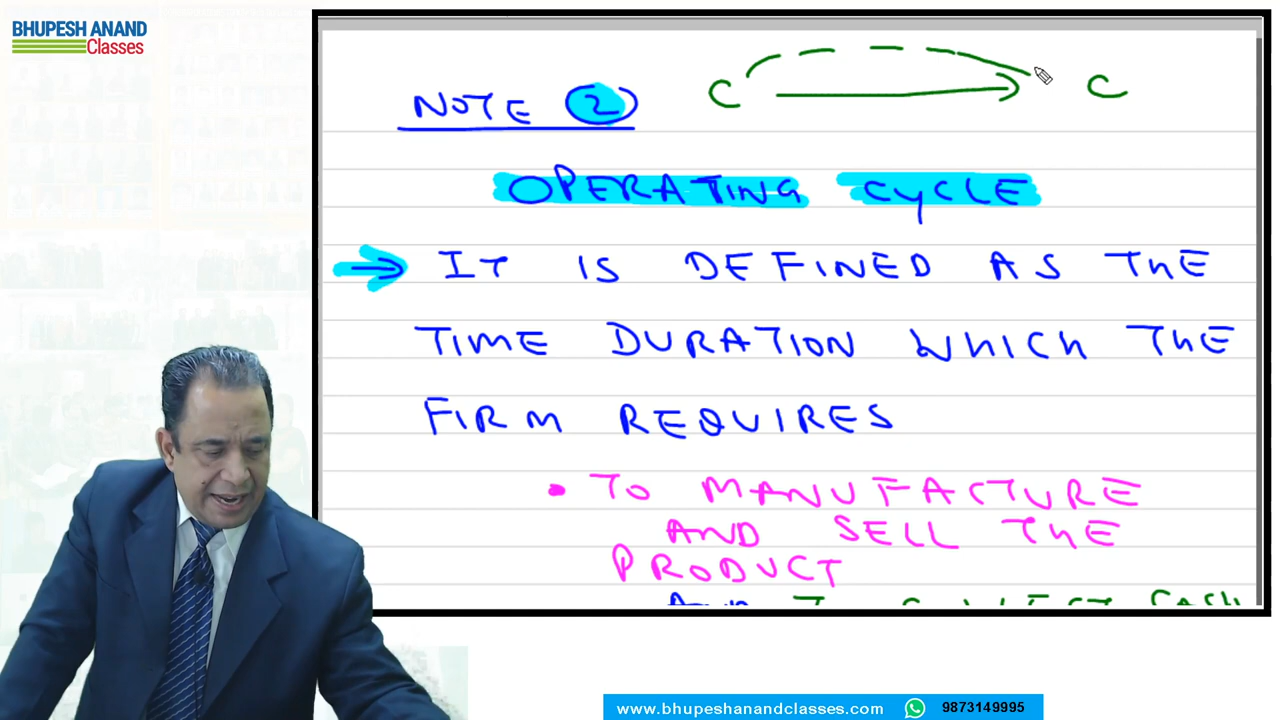 BHUPESH ANAND
Classes
C C
NOTE (2)
OPERATING CYCLE
→ IT IS DEFINED AS THE
TIME DURATION WHICH THE
FIRM REQUIRES
• TO MANUFACTURE
AND SELL THE
PRODUCT
CASH
www.bhupeshanandclasses.com 9873149995